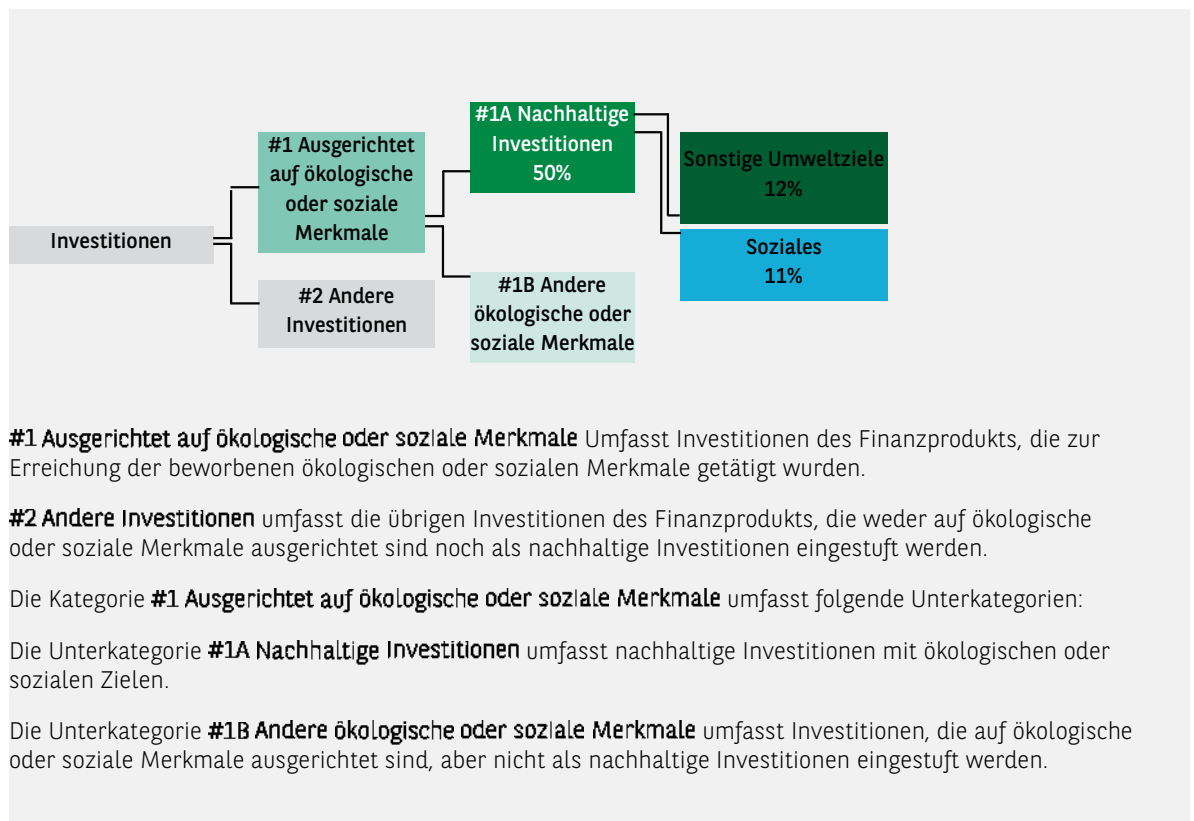 #1A Nachhaltige
Investitionen
50%
#1 Ausgerichtet
auf ökologische
oder soziale
Merkmale
Sonstige Umweltziele
12%
Investitionen
Soziales
11%
#2 Andere
Investitionen
#1B Andere
ökologische oder
soziale Merkmale
#1 Ausgerichtet auf ökologische oder soziale Merkmale Umfasst Investitionen des Finanzprodukts, die zur
Erreichung der beworbenen ökologischen oder sozialen Merkmale getätigt wurden.
#2 Andere Investitionen umfasst die übrigen Investitionen des Finanzprodukts, die weder auf ökologische
oder soziale Merkmale ausgerichtet sind noch als nachhaltige Investitionen eingestuft werden.
Die Kategorie #1 Ausgerichtet auf ökologische oder soziale Merkmale umfasst folgende Unterkategorien:
Die Unterkategorie #1A Nachhaltige Investitionen umfasst nachhaltige Investitionen mit ökologischen oder
sozialen Zielen.
Die Unterkategorie #1B Andere ökologische oder soziale Merkmale umfasst Investitionen, die auf ökologische
oder soziale Merkmale ausgerichtet sind, aber nicht als nachhaltige Investitionen eingestuft werden.